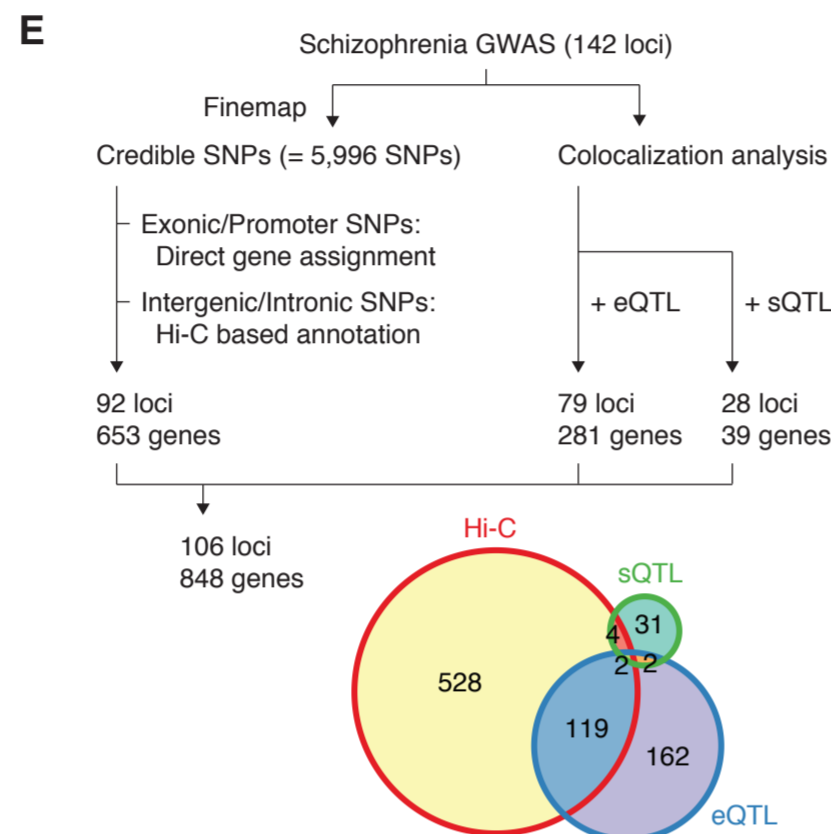 E
Schizophrenia GWAS (142 loci)
Finemap
Credible SNPs (= 5,996 SNPs)
Colocalization analysis
Exonic/Promoter SNPs:
Direct gene assignment
Intergenic/Intronic SNPs:
Hi-C based annotation
+ eQTL
+ sQTL
92 loci
653 genes
79 loci
281 genes
28 loci
39 genes
106 loci
848 genes
Hi-C
sQTL
4
31
2
2
528
119
162
eQTL